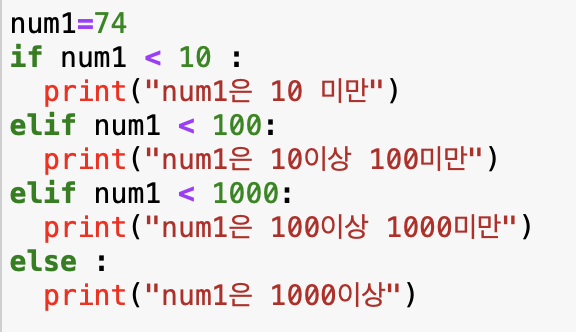 num1=74
if num1 < 10 :
  print("num1은 10 미만")
elif num1 < 100:
  print("num1은 10이상 100미만")
elif num1 < 1000:
  print("num1은 100이상 1000미만")
else :
  print("num1은 1000이상")